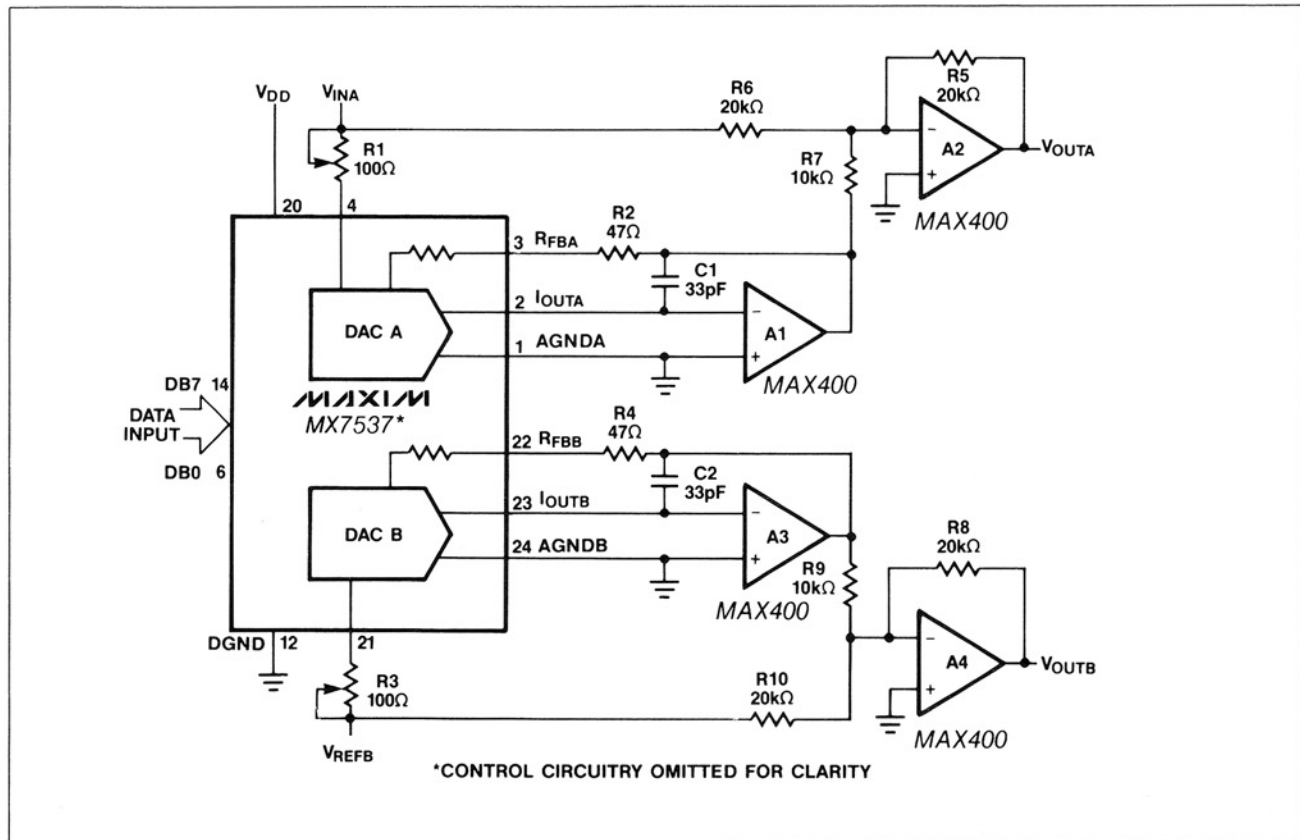 VDD
VINA
R1
100Ω
20
4
R6
20kΩ
R5
20kΩ
−
A2
+
VOUTA
MAX400
R7
10kΩ
R2
47Ω
3 RFBA
C1
33pF
2 IOUTA
1 AGNDA
DAC A
−
A1
+
MAX400
MAXIM
MX7537*
DB7 14
DATA
INPUT
DB0 6
R4
47Ω
22 RFBB
C2
33pF
23 IOUTB
24 AGNDB
DAC B
−
A3
+
MAX400
R9
10kΩ
R8
20kΩ
−
A4
+
VOUTB
MAX400
DGND 12
21
R3
100Ω
R10
20kΩ
VREFB
*CONTROL CIRCUITRY OMITTED FOR CLARITY